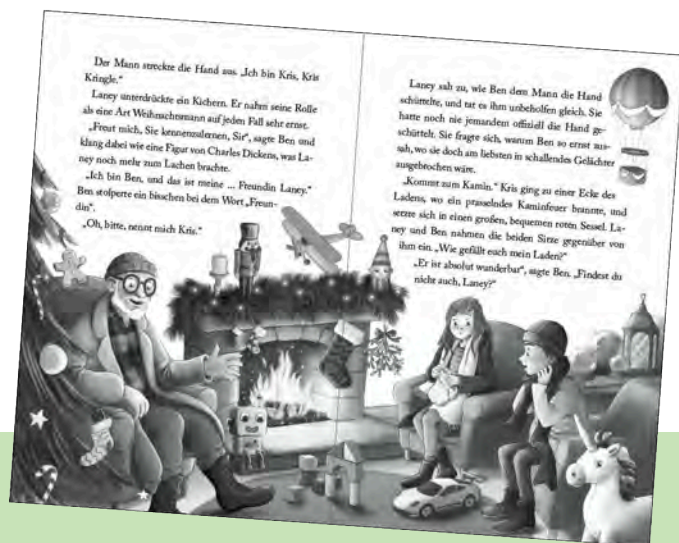 Der Mann streckte die Hand aus. „Ich bin Kris, Kris
Kringle.“
Laney unterdrückte ein Kichern. Er nahm seine Rolle
als eine Art Weihnachtsmann auf jeden Fall sehr ernst.
„Freut mich, Sie kennenzulernen, Sir“, sagte Ben und
klang dabei wie eine Figur von Charles Dickens, was La-
ney noch mehr zum Lachen brachte.
„Ich bin Ben, und das ist meine ... Freundin Laney.“
Ben stolperte ein bisschen bei dem Wort „Freun-
din“.
„Oh, bitte, nennt mich Kris.“
Laney sah zu, wie Ben dem Mann die Hand
schüttelte, und tat es ihm unbeholfen gleich. Sie
hatte noch nie jemandem offiziell die Hand ge-
schüttelt. Sie fragte sich, warum Ben so ernst aus-
sah, wo sie doch am liebsten in schallendes Gelächter
ausgebrochen wäre.
„Kommt zum Kamin.“ Kris ging zu einer Ecke des
Ladens, wo ein prasselndes Kaminfeuer brannte, und
setzte sich in einen großen, bequemen roten Sessel. La-
ney und Ben nahmen die beiden Sitze gegenüber von
ihm ein. „Wie gefällt euch mein Laden?“
„Er ist absolut wunderbar“, sagte Ben. „Findest du
nicht auch, Laney?“